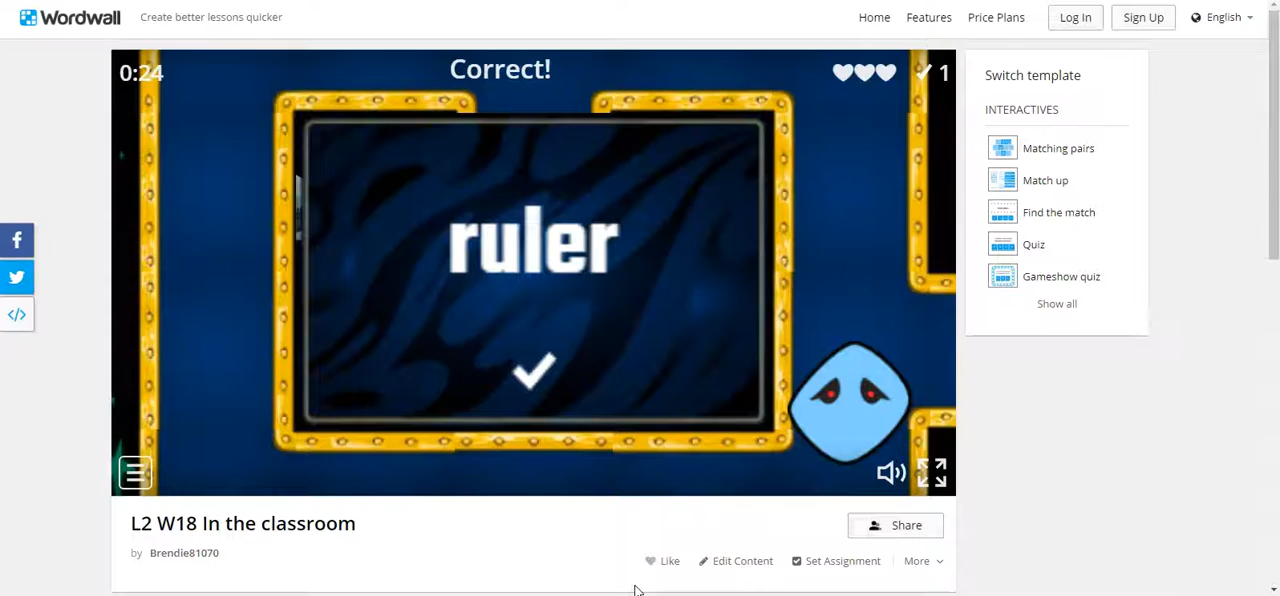 Wordwall Create better lessons quicker Home Features Price Plans Log In Sign Up English
0:24 Correct! 1
ruler
Switch template
INTERACTIVES
Matching pairs
Match up
Find the match
Quiz
Gameshow quiz
Show all
L2 W18 In the classroom
Share
by Brendie81070
Like Edit Content Set Assignment More